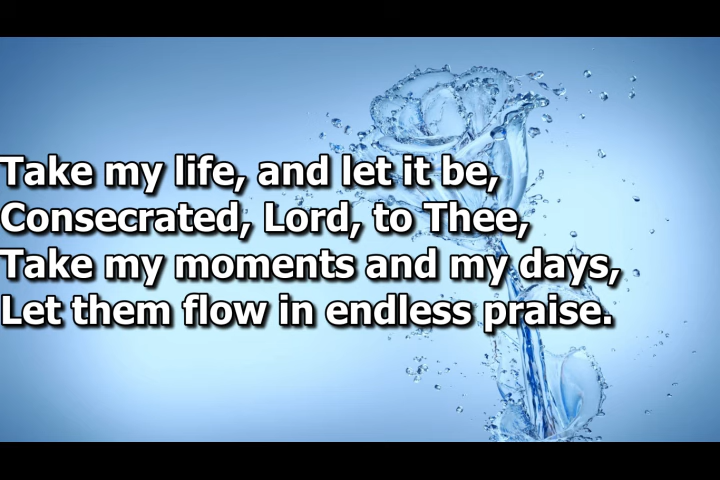 Take my life, and let it be,
Consecrated, Lord, to Thee,
Take my moments and my days,
Let them flow in endless praise.